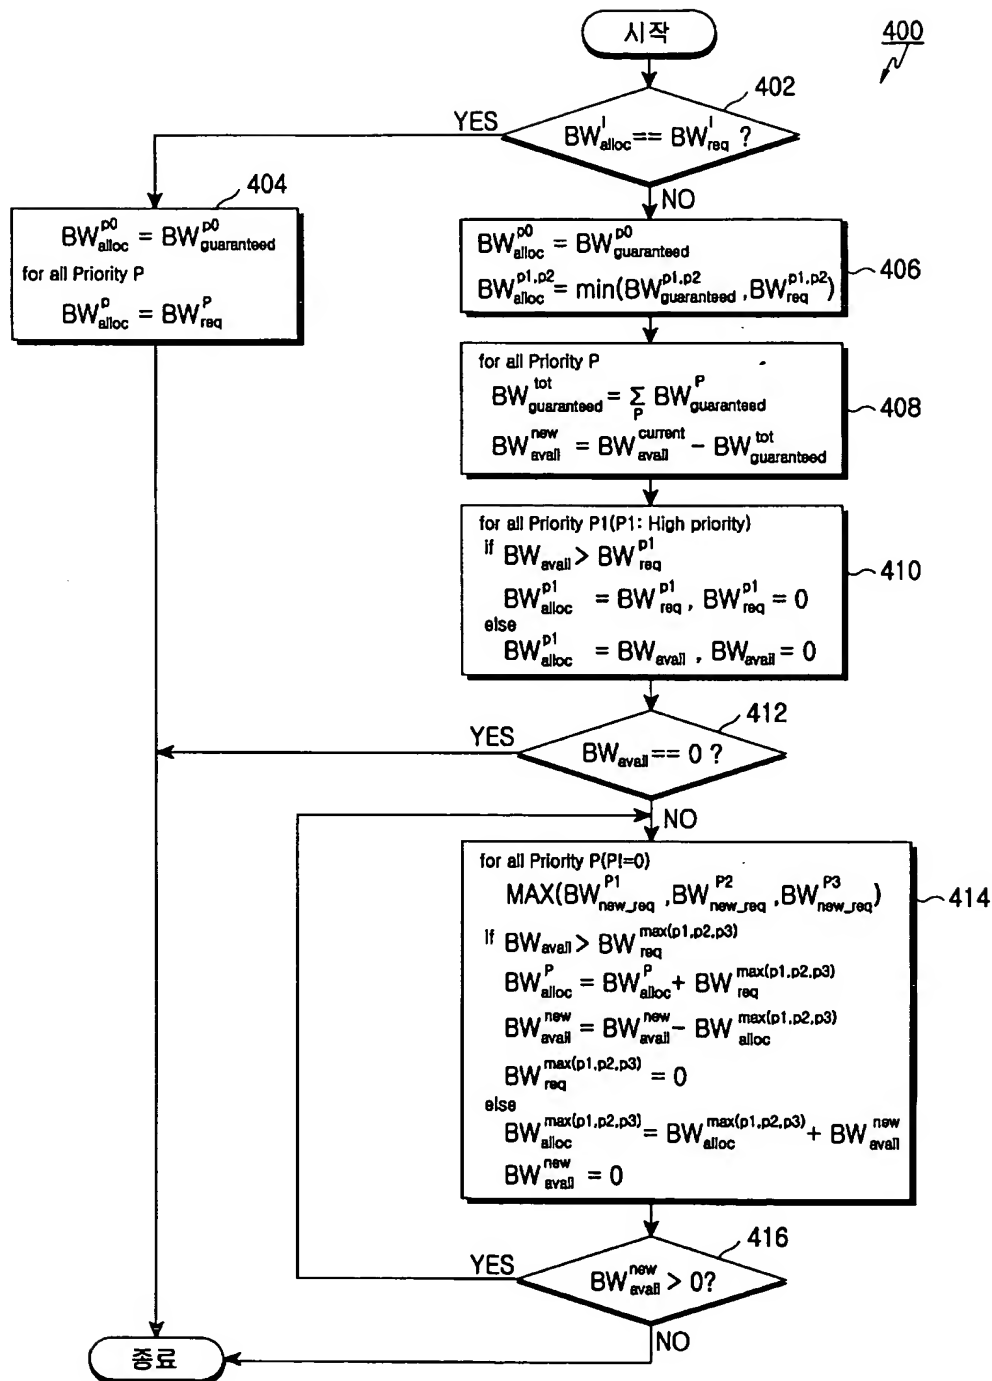 시작
400
402
BW^I_alloc == BW^I_req ?
YES
NO
404
BW^p0_alloc = BW^p0_guaranteed
for all Priority P
BW^p_alloc = BW^P_req
BW^p0_alloc = BW^p0_guaranteed
BW^p1,p2_alloc = min(BW^p1,p2_guaranteed , BW^p1,p2_req)
406
for all Priority P
BW^tot_guaranteed = Σ_P BW^P_guaranteed
BW^new_avail = BW^current_avail − BW^tot_guaranteed
408
for all Priority P1(P1: High priority)
if BW_avail > BW^p1_req
BW^p1_alloc = BW^p1_req , BW^p1_req = 0
else
BW^p1_alloc = BW_avail , BW_avail = 0
410
412
BW_avail == 0 ?
YES
NO
for all Priority P(P!=0)
MAX(BW^P1_new_req , BW^P2_new_req , BW^P3_new_req)
if BW_avail > BW^max(p1,p2,p3)_req
BW^P_alloc = BW^P_alloc + BW^max(p1,p2,p3)_req
BW^new_avail = BW^new_avail − BW^max(p1,p2,p3)_alloc
BW^max(p1,p2,p3)_req = 0
else
BW^max(p1,p2,p3)_alloc = BW^max(p1,p2,p3)_alloc + BW^new_avail
BW^new_avail = 0
414
416
BW^new_avail > 0?
YES
NO
종료